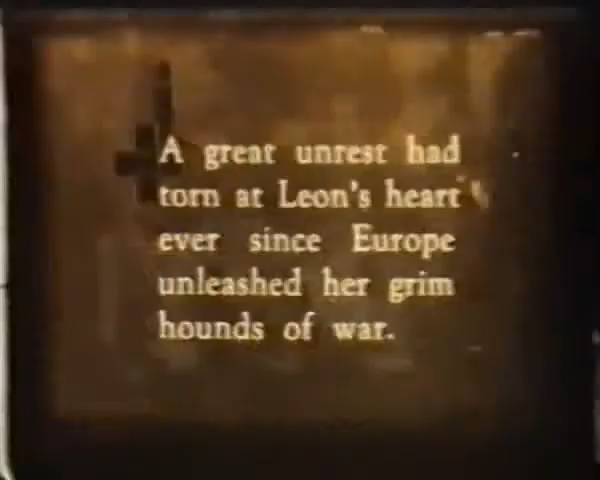 A great unrest had
torn at Leon's heart
ever since Europe
unleashed her grim
hounds of war.